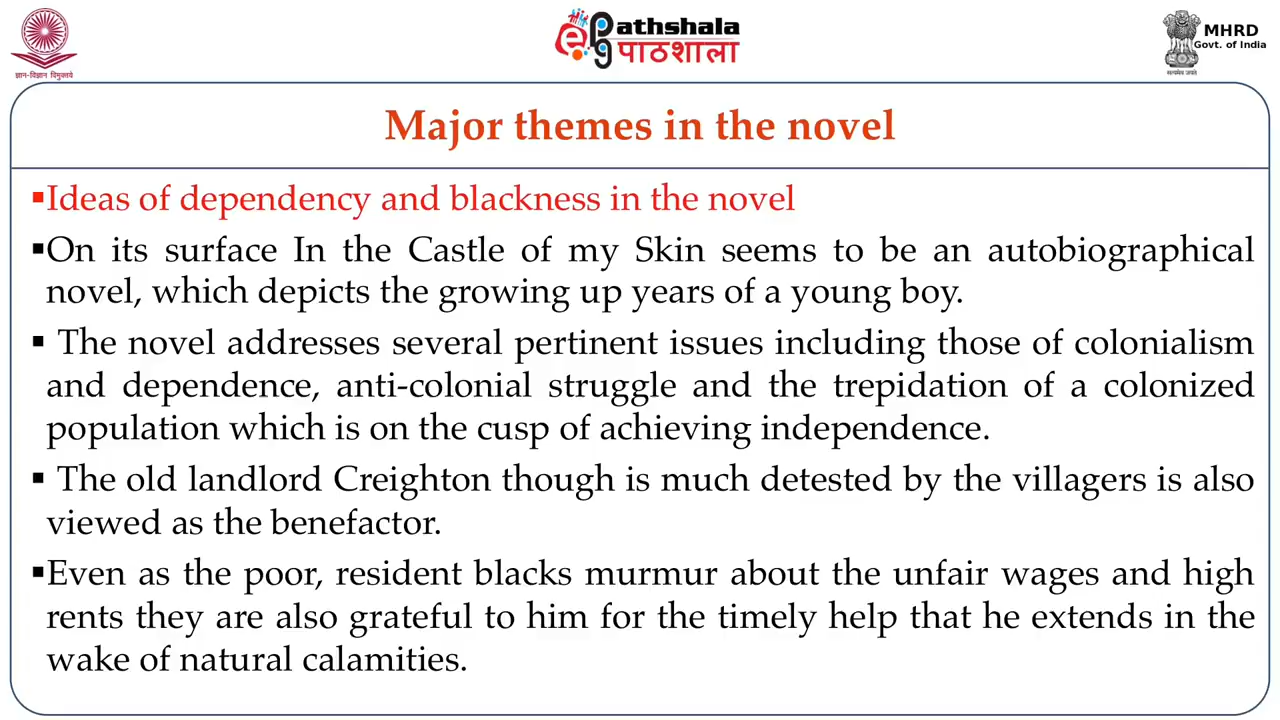 ज्ञान-विज्ञान विमुक्तये
ePG Pathshala
पाठशाला
MHRD
Govt. of India
सत्यमेव जयते
Major themes in the novel
▪Ideas of dependency and blackness in the novel
▪On its surface In the Castle of my Skin seems to be an autobiographical
novel, which depicts the growing up years of a young boy.
▪ The novel addresses several pertinent issues including those of colonialism
and dependence, anti-colonial struggle and the trepidation of a colonized
population which is on the cusp of achieving independence.
▪ The old landlord Creighton though is much detested by the villagers is also
viewed as the benefactor.
▪Even as the poor, resident blacks murmur about the unfair wages and high
rents they are also grateful to him for the timely help that he extends in the
wake of natural calamities.